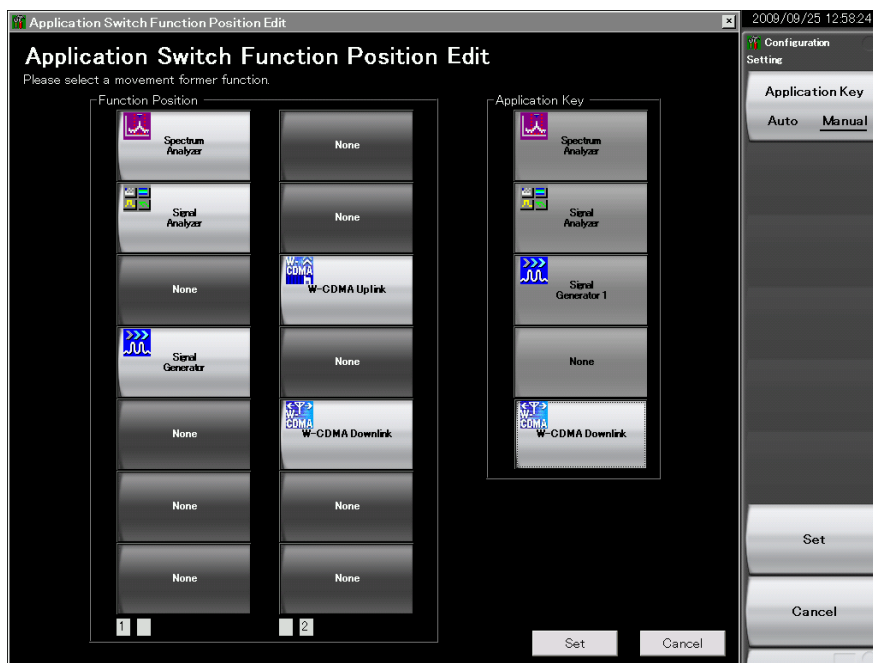 Application Switch Function Position Edit
2009/09/25 12:58:24
Application Switch Function Position Edit
Please select a movement former function.
Function Position
Spectrum
Analyzer
Signal
Analyzer
None
Signal
Generator
None
None
None
1
None
None
W-CDMA
W-CDMA Uplink
None
W-CDMA
W-CDMA Downlink
None
None
2
Application Key
Spectrum
Analyzer
Signal
Analyzer
Signal
Generator 1
None
W-CDMA
W-CDMA Downlink
Set
Cancel
Configuration
Setting
Application Key
Auto Manual
Set
Cancel